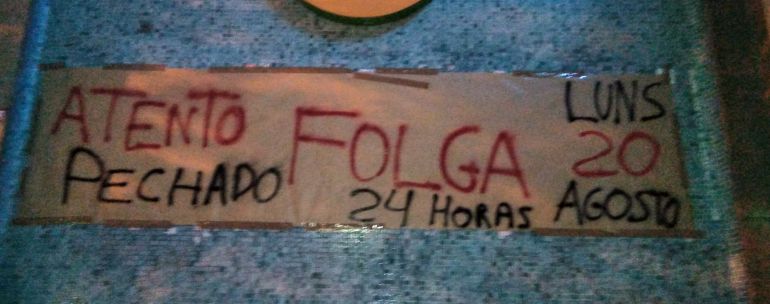 ATENTO
PECHADO
FOLGA
24 HORAS
LUNS
20
AGOSTO